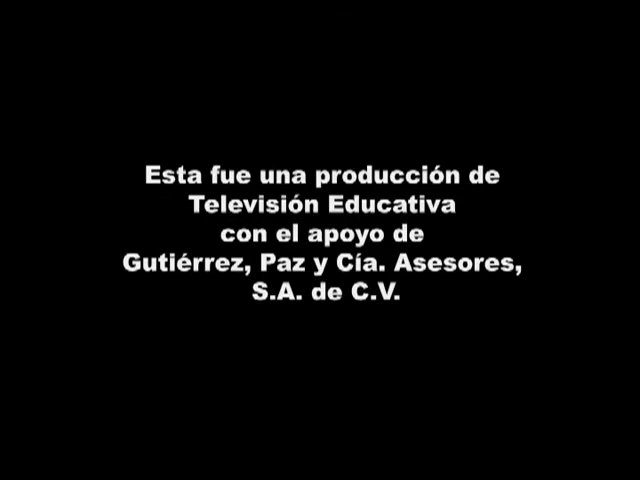 Esta fue una producción de
Televisión Educativa
con el apoyo de
Gutiérrez, Paz y Cía. Asesores,
S.A. de C.V.